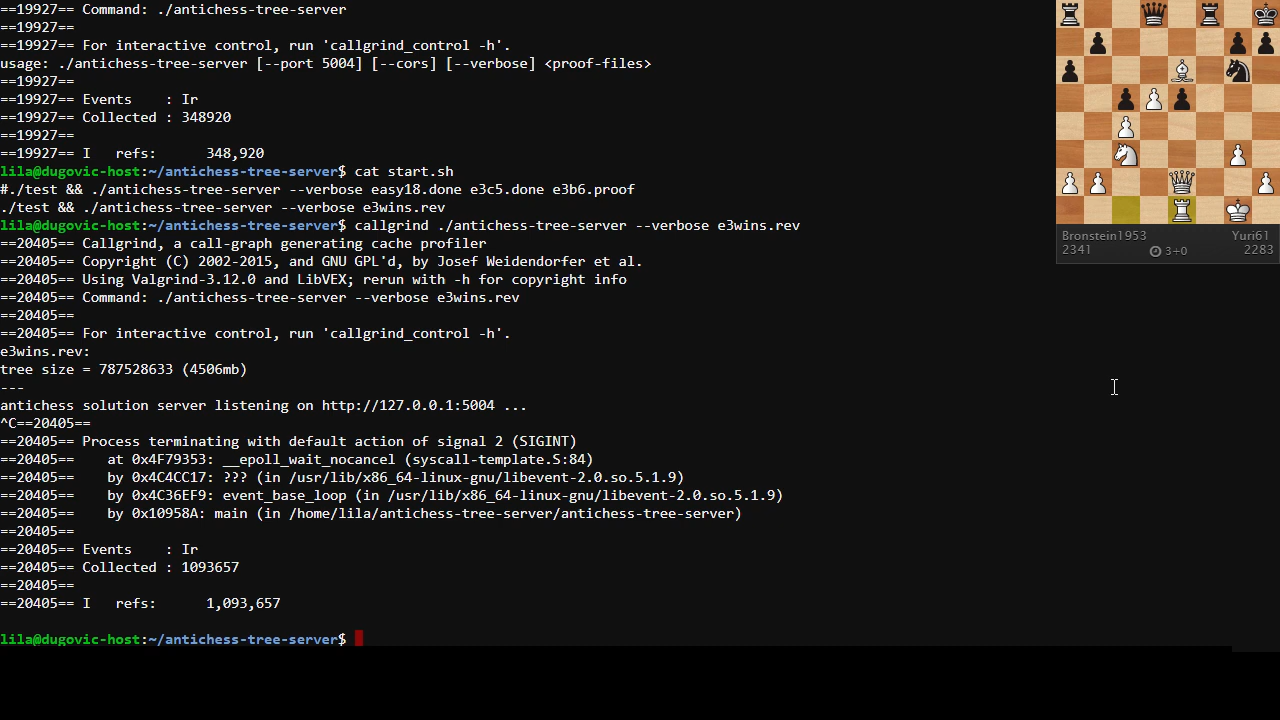 ==19927== Command: ./antichess-tree-server
==19927==
==19927== For interactive control, run 'callgrind_control -h'.
usage: ./antichess-tree-server [--port 5004] [--cors] [--verbose] <proof-files>
==19927==
==19927== Events    : Ir
==19927== Collected : 348920
==19927==
==19927== I   refs:      348,920
lila@dugovic-host:~/antichess-tree-server$ cat start.sh
#./test && ./antichess-tree-server --verbose easy18.done e3c5.done e3b6.proof
./test && ./antichess-tree-server --verbose e3wins.rev
lila@dugovic-host:~/antichess-tree-server$ callgrind ./antichess-tree-server --verbose e3wins.rev
==20405== Callgrind, a call-graph generating cache profiler
==20405== Copyright (C) 2002-2015, and GNU GPL'd, by Josef Weidendorfer et al.
==20405== Using Valgrind-3.12.0 and LibVEX; rerun with -h for copyright info
==20405== Command: ./antichess-tree-server --verbose e3wins.rev
==20405==
==20405== For interactive control, run 'callgrind_control -h'.
e3wins.rev:
tree size = 787528633 (4506mb)
---
antichess solution server listening on http://127.0.0.1:5004 ...
^C==20405==
==20405== Process terminating with default action of signal 2 (SIGINT)
==20405==    at 0x4F79353: __epoll_wait_nocancel (syscall-template.S:84)
==20405==    by 0x4C4CC17: ??? (in /usr/lib/x86_64-linux-gnu/libevent-2.0.so.5.1.9)
==20405==    by 0x4C36EF9: event_base_loop (in /usr/lib/x86_64-linux-gnu/libevent-2.0.so.5.1.9)
==20405==    by 0x10958A: main (in /home/lila/antichess-tree-server/antichess-tree-server)
==20405==
==20405== Events    : Ir
==20405== Collected : 1093657
==20405==
==20405== I   refs:      1,093,657
lila@dugovic-host:~/antichess-tree-server$
Bronstein1953 Yuri61
2341 3+0 2283